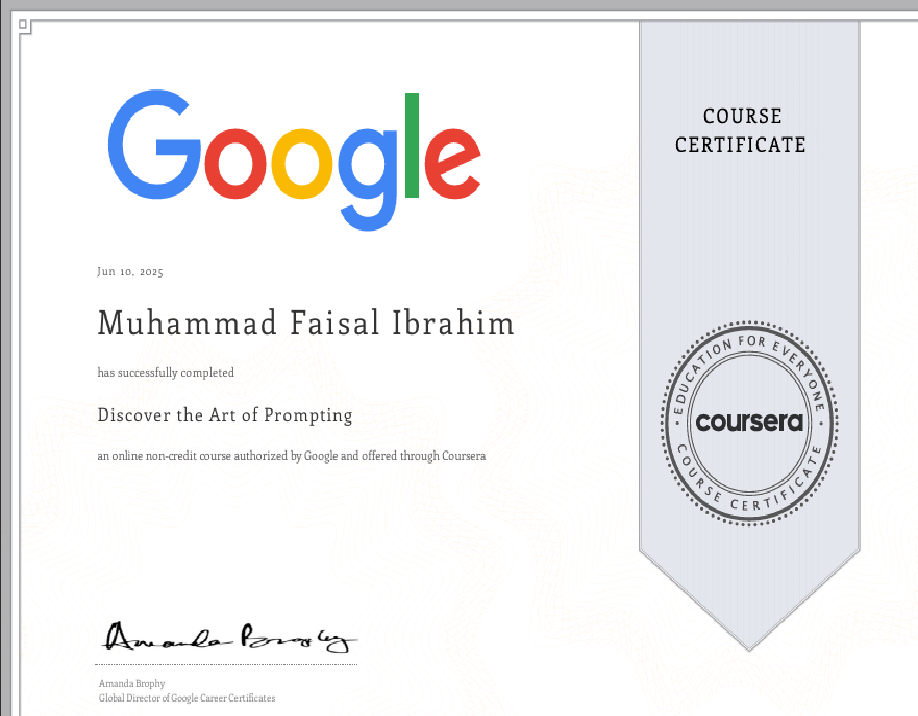 Google
COURSE
CERTIFICATE
Jun 10, 2025
Muhammad Faisal Ibrahim
has successfully completed
Discover the Art of Prompting
an online non-credit course authorized by Google and offered through Coursera
EDUCATION FOR EVERYONE
coursera
COURSE CERTIFICATE
Amanda Brophy
Amanda Brophy
Global Director of Google Career Certificates